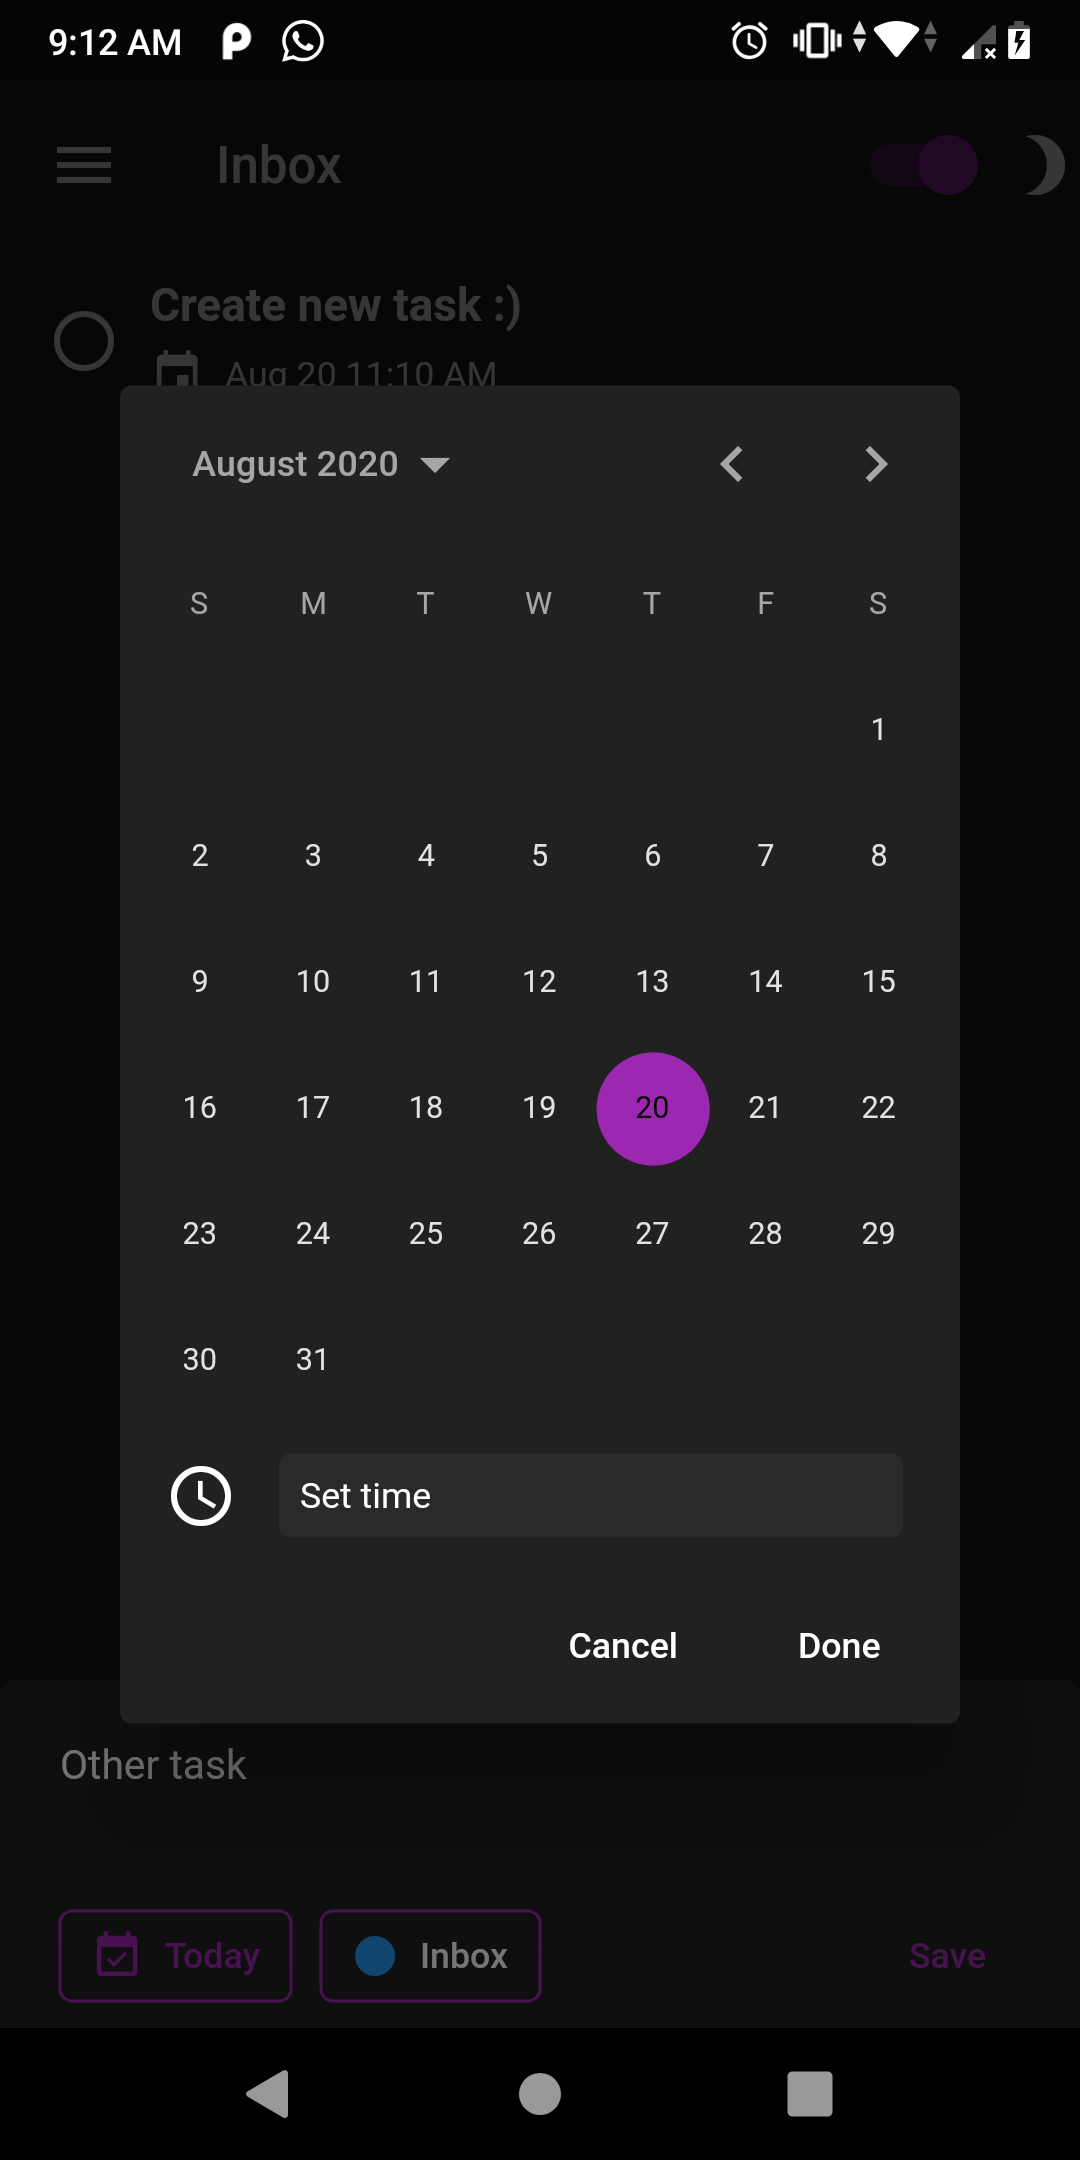 9:12 AM
Inbox
Create new task :)
Aug 20 11:10 AM
August 2020
S M T W T F S
1
2 3 4 5 6 7 8
9 10 11 12 13 14 15
16 17 18 19 20 21 22
23 24 25 26 27 28 29
30 31
Set time
Cancel Done
Other task
Today Inbox Save